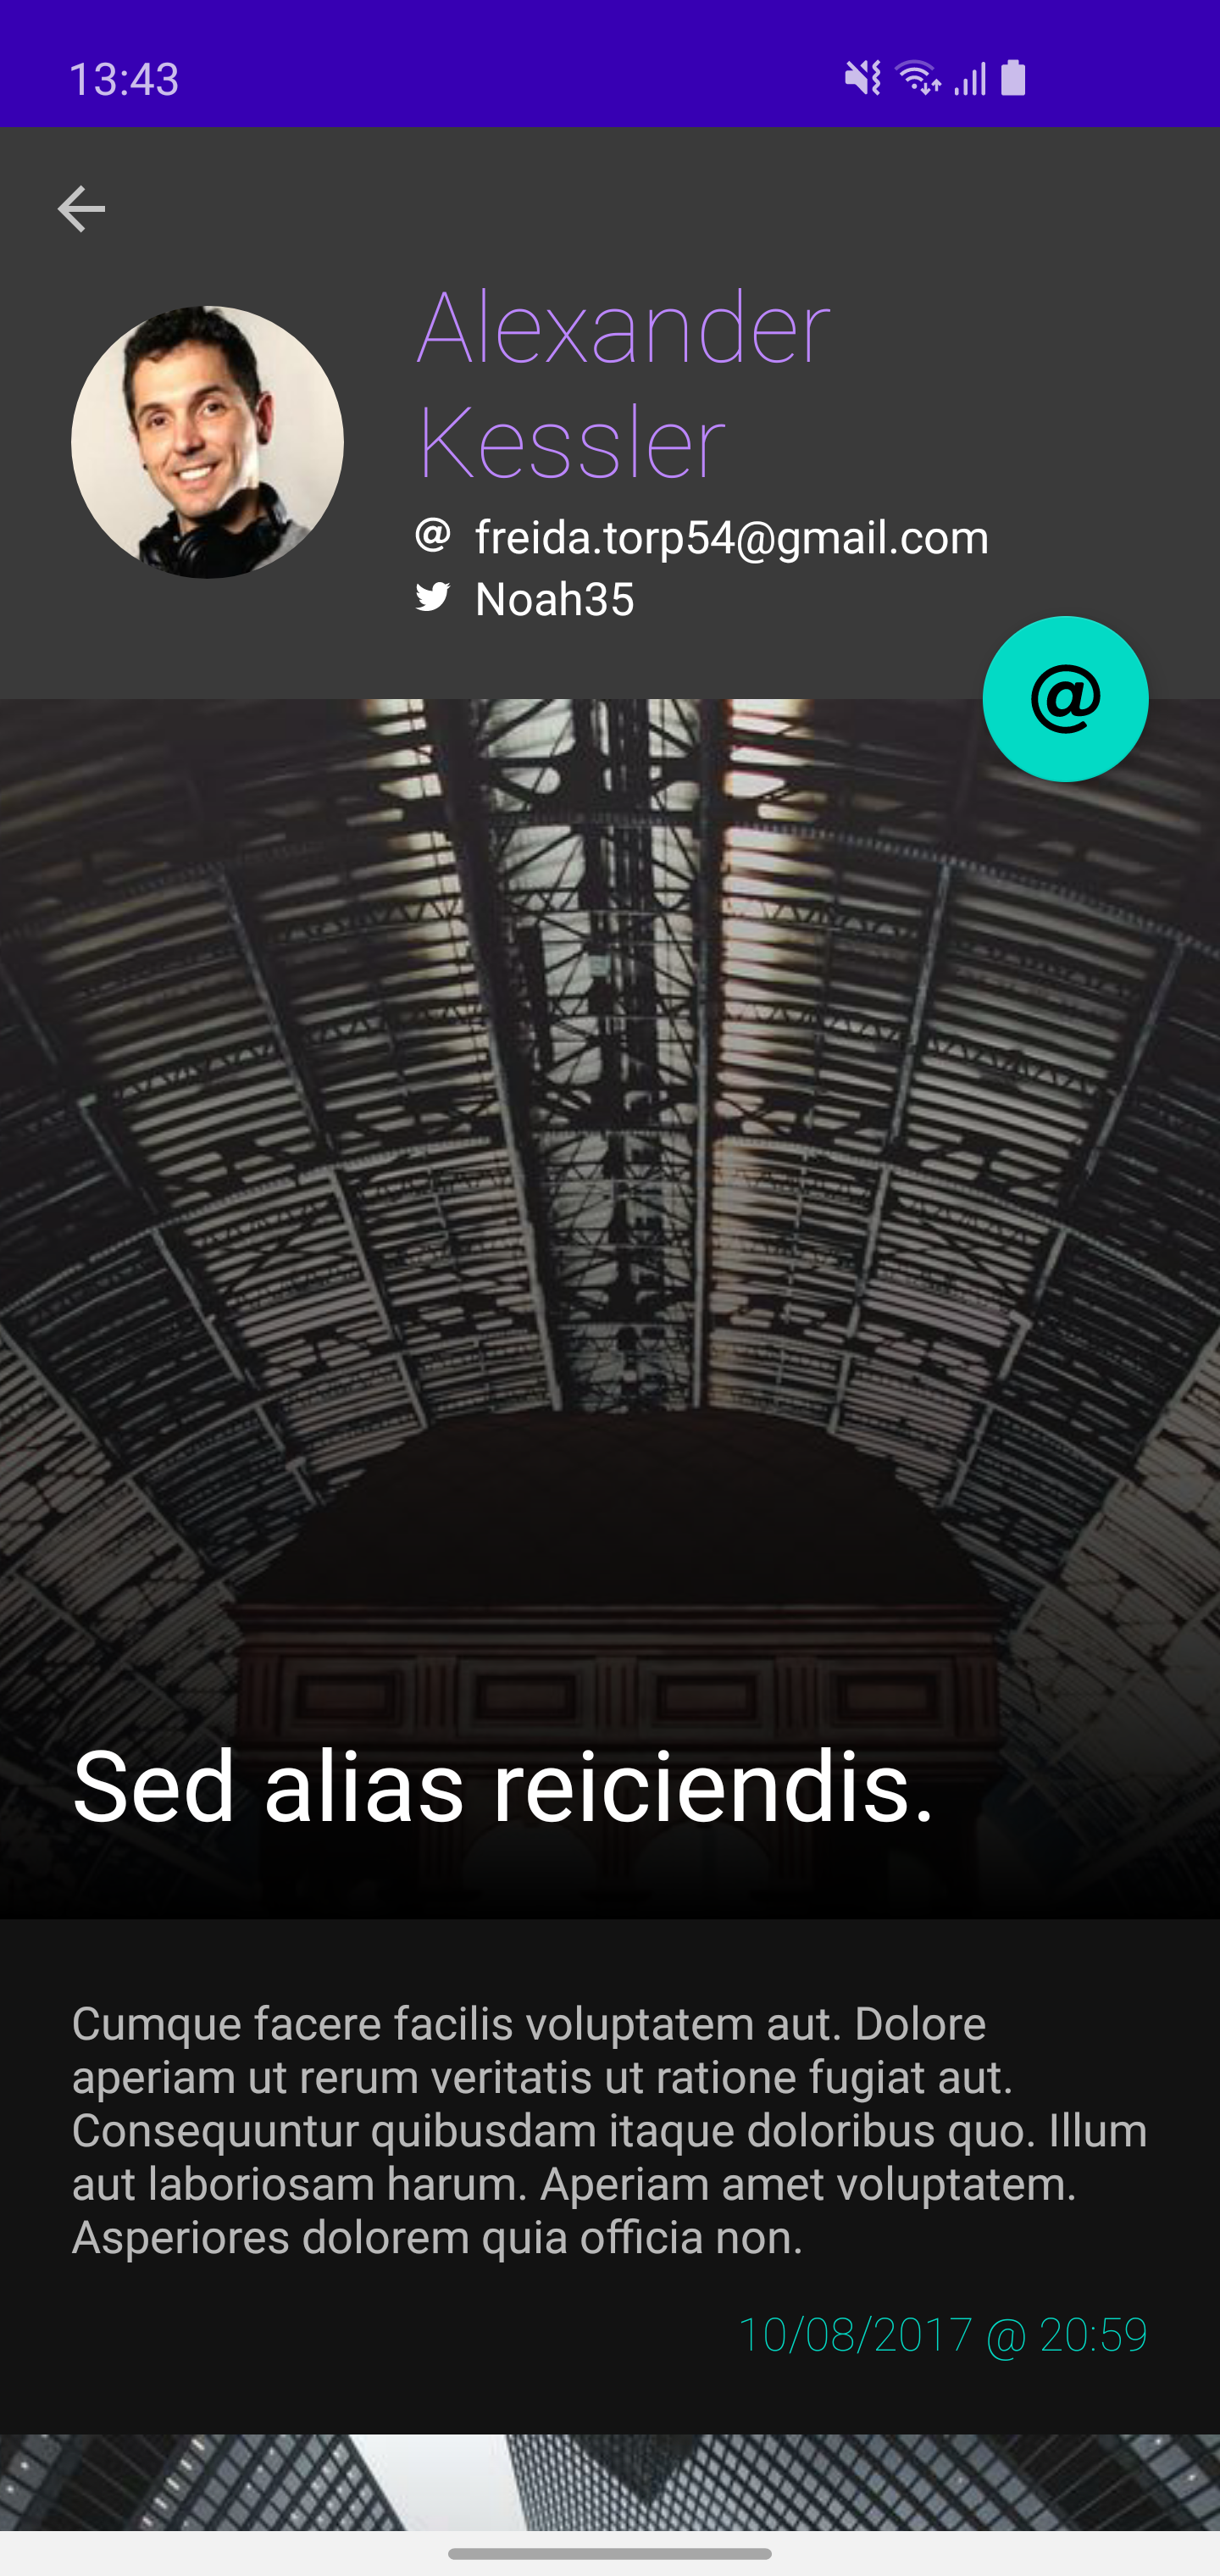 13:43
Alexander
Kessler
@ freida.torp54@gmail.com
Noah35
@
Sed alias reiciendis.
Cumque facere facilis voluptatem aut. Dolore
aperiam ut rerum veritatis ut ratione fugiat aut.
Consequuntur quibusdam itaque doloribus quo. Illum
aut laboriosam harum. Aperiam amet voluptatem.
Asperiores dolorem quia officia non.
10/08/2017 @ 20:59